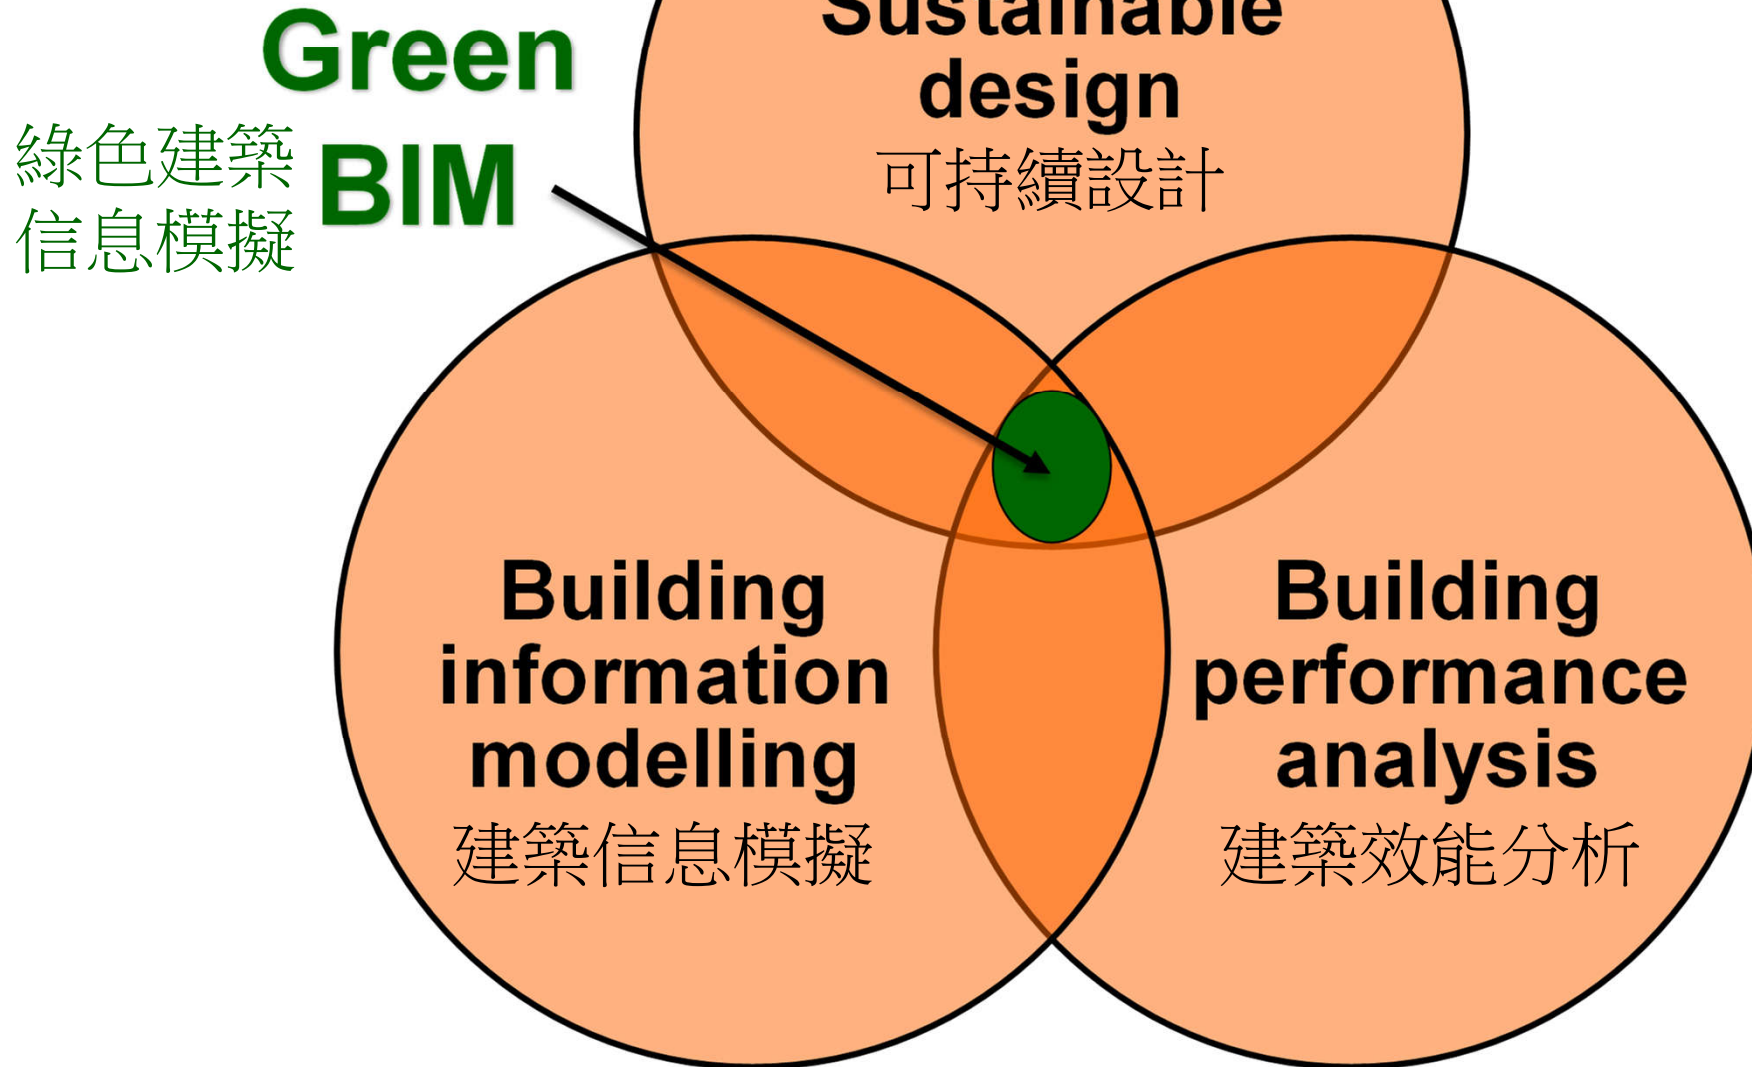 Green
BIM
綠色建築
信息模擬
Sustainable
design
可持續設計
Building
information
modelling
建築信息模擬
Building
performance
analysis
建築效能分析